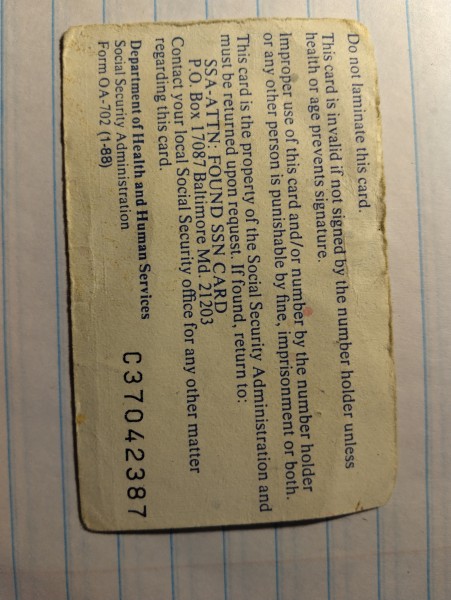 Do not laminate this card.
This card is invalid if not signed by the number holder unless
health or age prevents signature.
Improper use of this card and/or number by the number holder
or any other person is punishable by fine, imprisonment or both.
This card is the property of the Social Security Administration and
must be returned upon request. If found, return to:
SSA-ATTN: FOUND SSN CARD
P.O. Box 17087 Baltimore Md. 21203
Contact your local Social Security office for any other matter
regarding this card.
Department of Health and Human Services
Social Security Administration
Form OA-702 (1-88)
C37042387